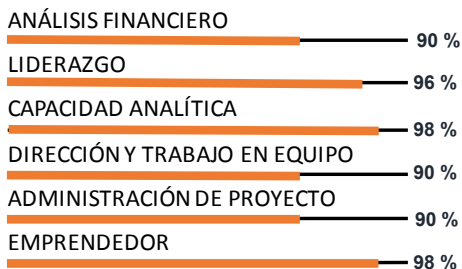 ANÁLISIS FINANCIERO
90 %
LIDERAZGO
96 %
CAPACIDAD ANALÍTICA
98 %
DIRECCIÓN Y TRABAJO EN EQUIPO
90 %
ADMINISTRACIÓN DE PROYECTO
90 %
EMPRENDEDOR
98 %